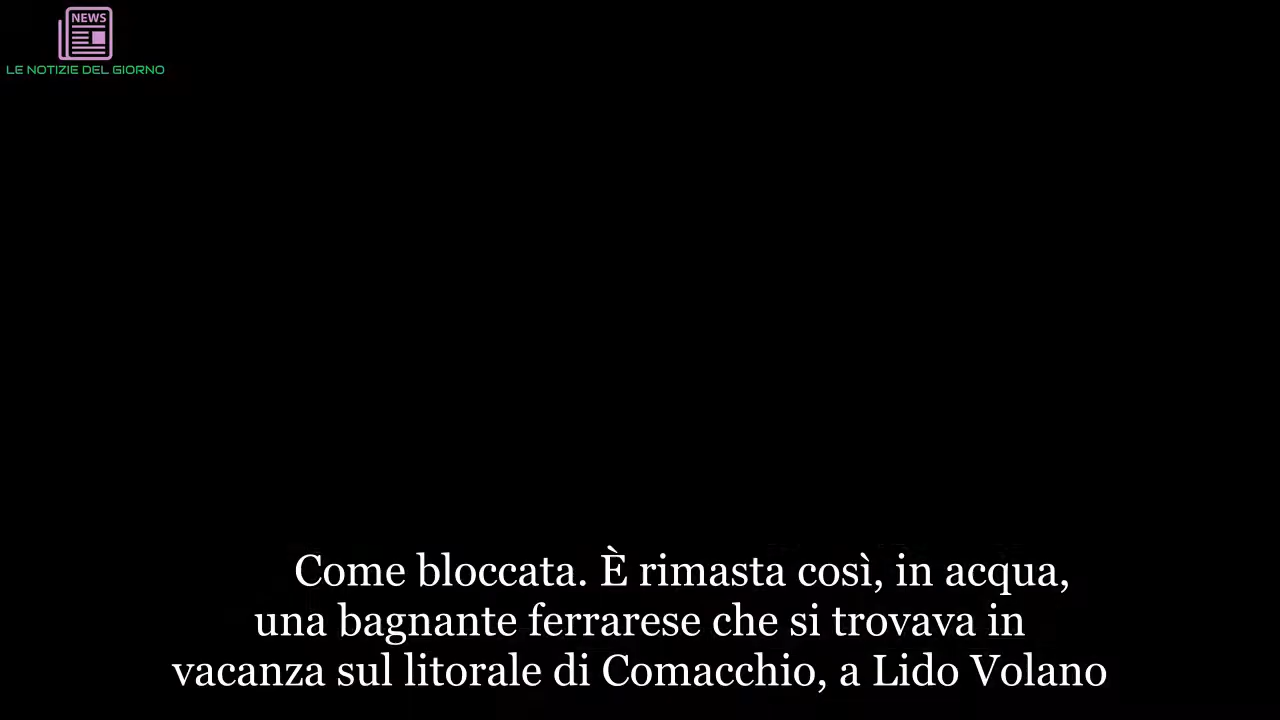 NEWS
LE NOTIZIE DEL GIORNO
Come bloccata. È rimasta così, in acqua,
una bagnante ferrarese che si trovava in
vacanza sul litorale di Comacchio, a Lido Volano